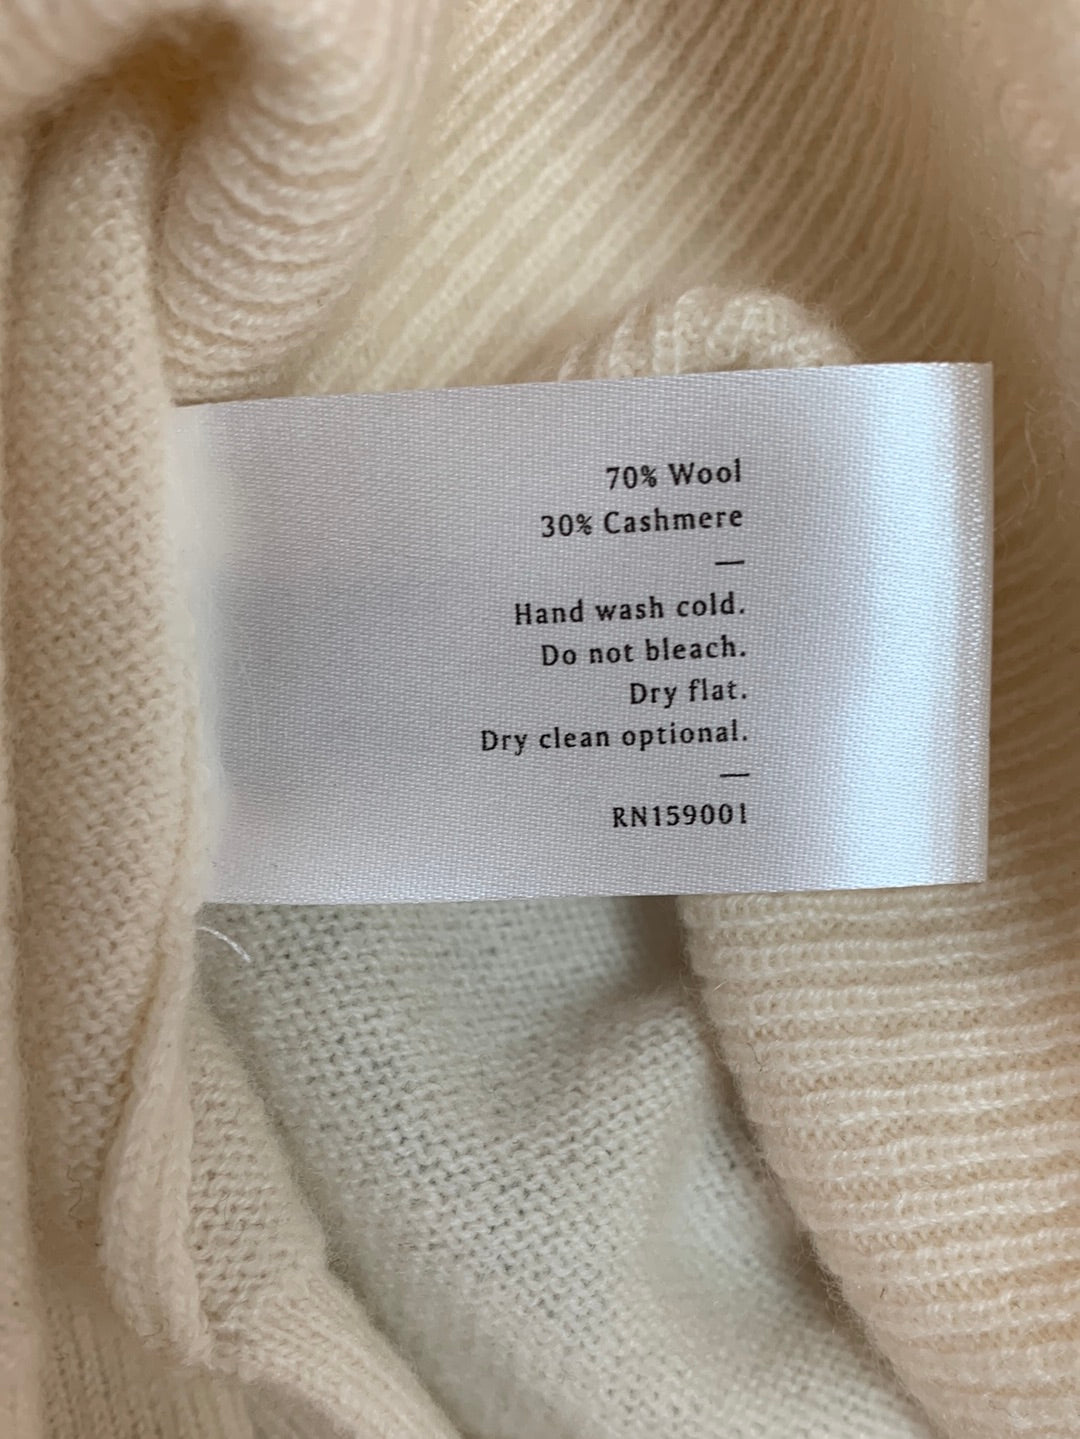 70% Wool
30% Cashmere
—
Hand wash cold.
Do not bleach.
Dry flat.
Dry clean optional.
—
RN159001